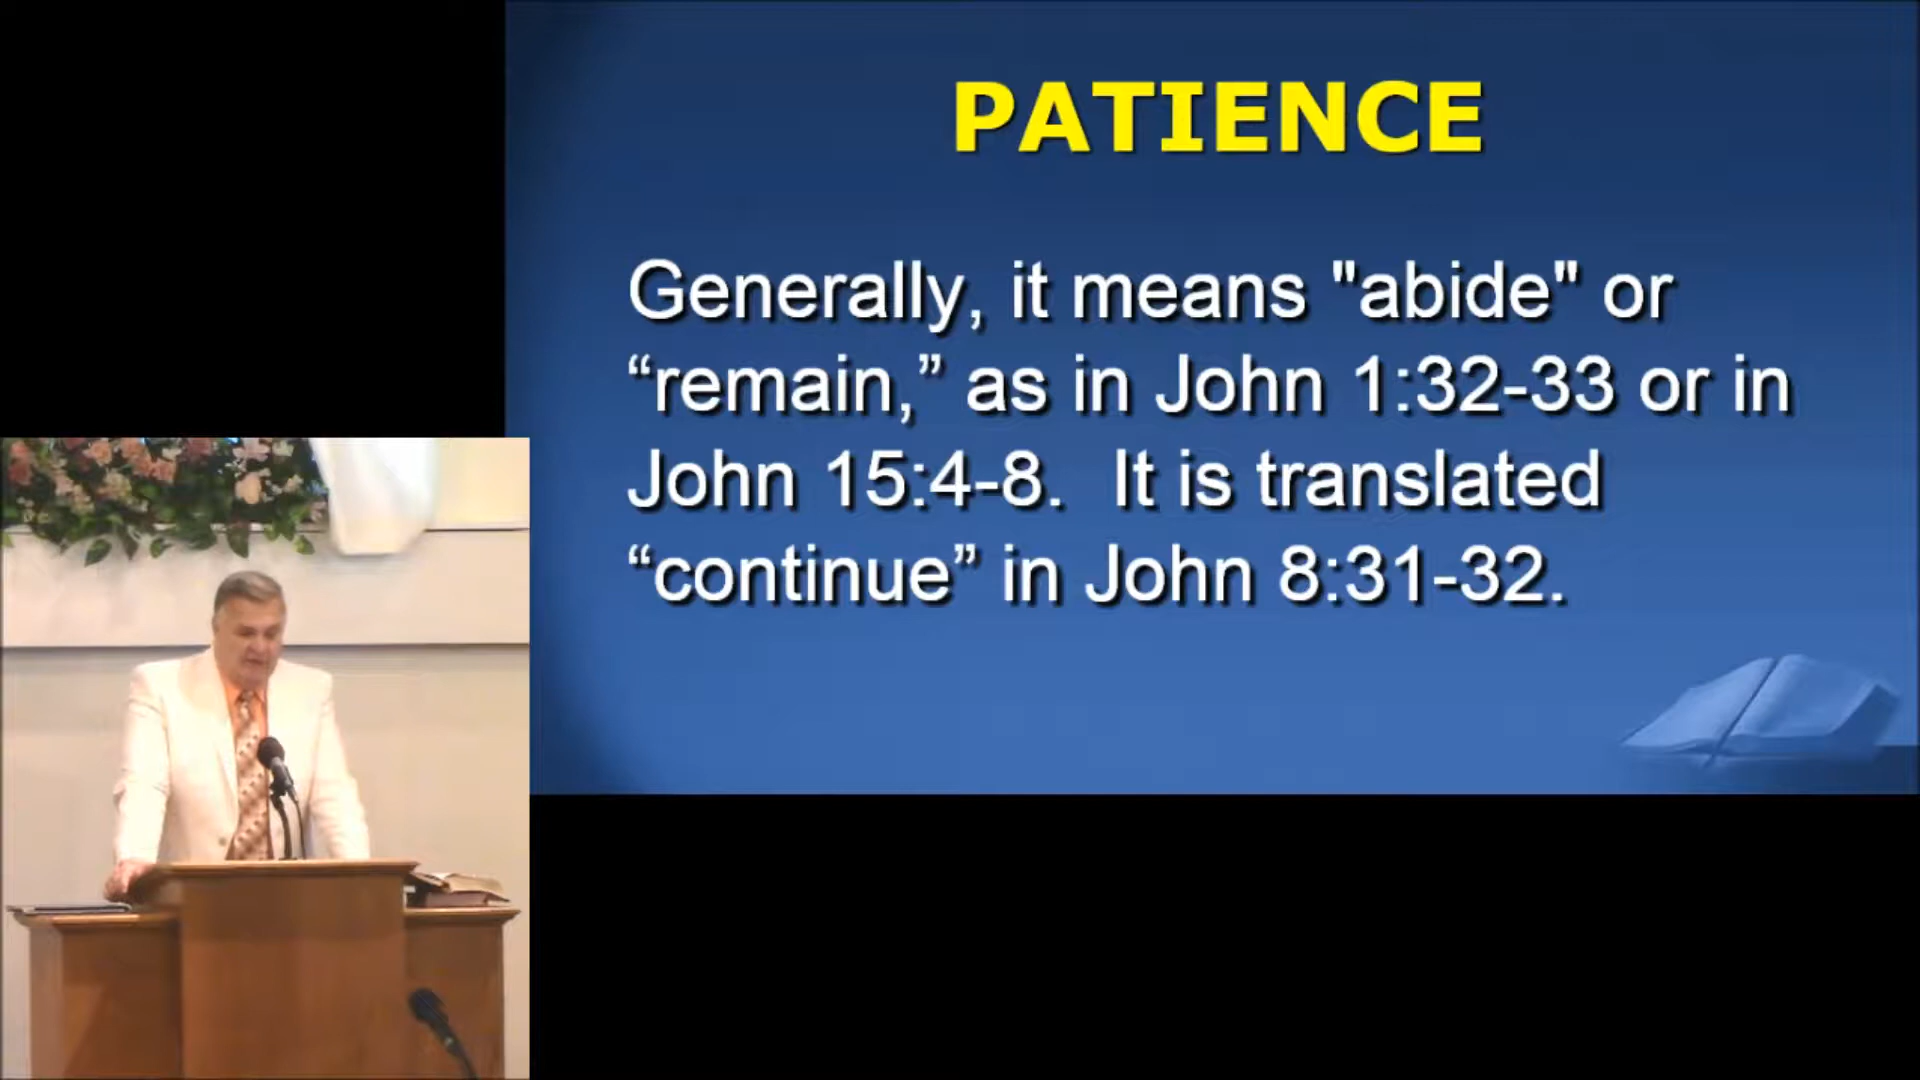 PATIENCE
Generally, it means "abide" or
“remain,” as in John 1:32-33 or in
John 15:4-8.  It is translated
“continue” in John 8:31-32.